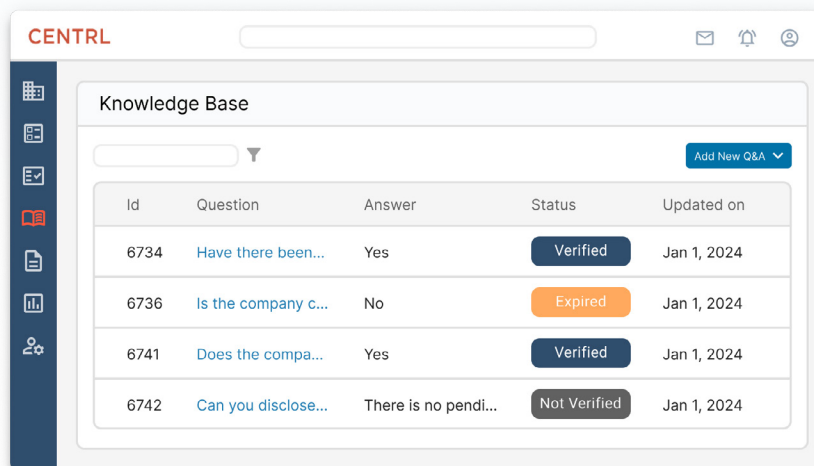 CENTRL
Knowledge Base
Add New Q&A
Id Question Answer Status Updated on
6734 Have there been... Yes Verified Jan 1, 2024
6736 Is the company c... No Expired Jan 1, 2024
6741 Does the compa... Yes Verified Jan 1, 2024
6742 Can you disclose... There is no pendi... Not Verified Jan 1, 2024